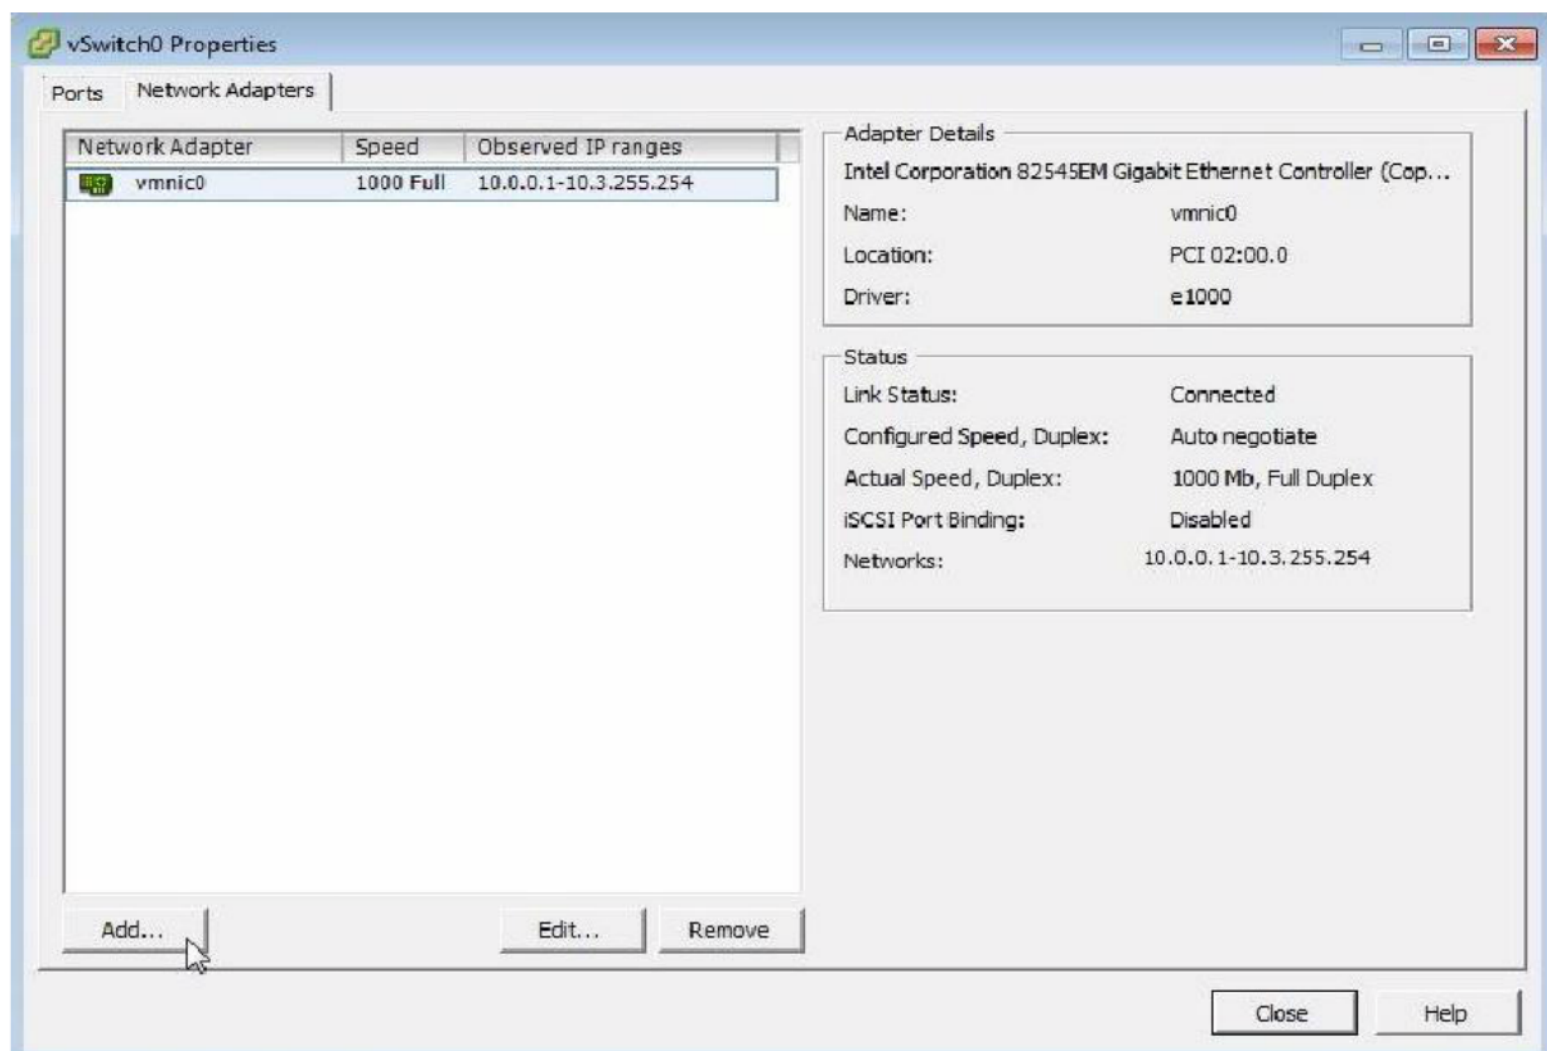 vSwitch0 Properties
Ports Network Adapters
Network Adapter Speed Observed IP ranges
vmnic0 1000 Full 10.0.0.1-10.3.255.254
Adapter Details
Intel Corporation 82545EM Gigabit Ethernet Controller (Cop...
Name: vmnic0
Location: PCI 02:00.0
Driver: e1000
Status
Link Status: Connected
Configured Speed, Duplex: Auto negotiate
Actual Speed, Duplex: 1000 Mb, Full Duplex
iSCSI Port Binding: Disabled
Networks: 10.0.0.1-10.3.255.254
Add... Edit... Remove
Close Help